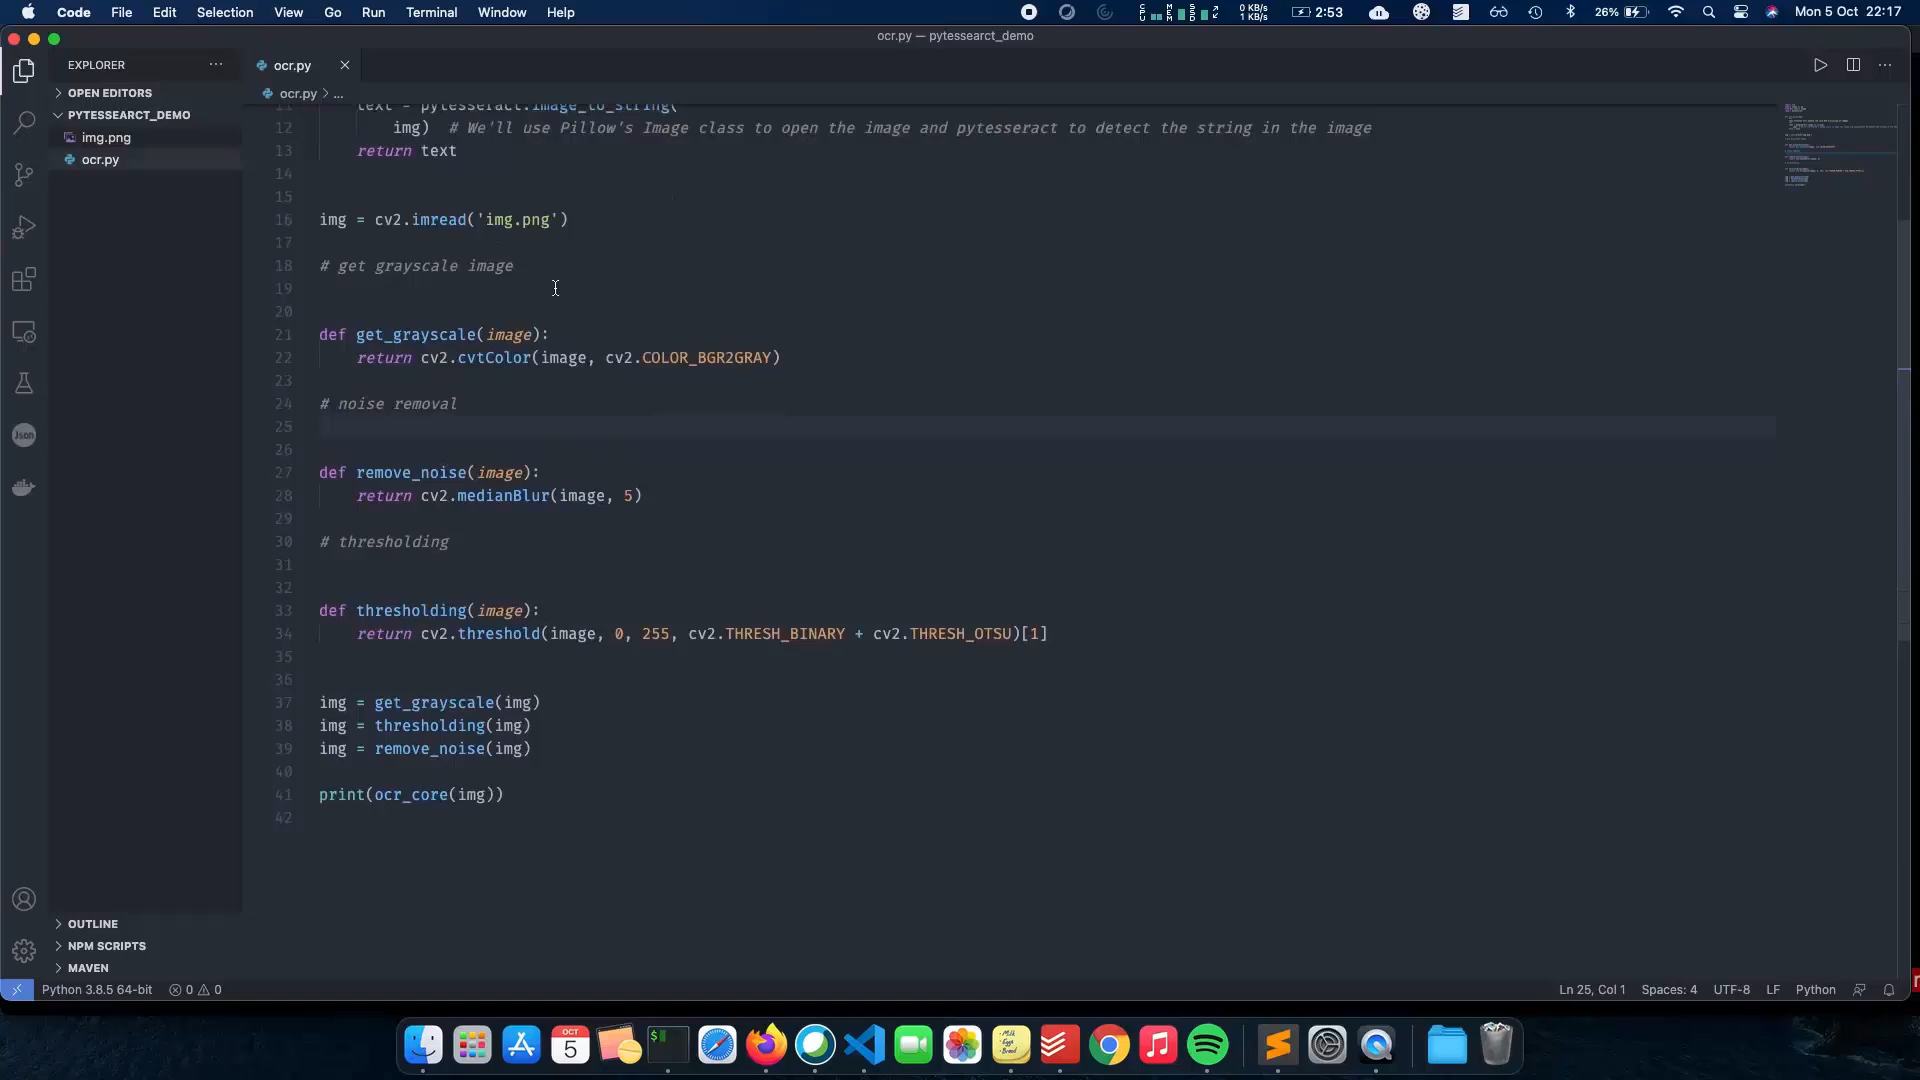 Code File Edit Selection View Go Run Terminal Window Help 0 KB/s 1 KB/s 2:53 26% Mon 5 Oct 22:17
ocr.py — pytessearct_demo
EXPLORER ···
ocr.py
OPEN EDITORS
ocr.py > ...
PYTESSEARCT_DEMO
img.png
ocr.py
11 text = pytesseract.image_to_string(
12 img)  # We'll use Pillow's Image class to open the image and pytesseract to detect the string in the image
13 return text
14
15
16 img = cv2.imread('img.png')
17
18 # get grayscale image
19
20
21 def get_grayscale(image):
22 return cv2.cvtColor(image, cv2.COLOR_BGR2GRAY)
23
24 # noise removal
25
26
27 def remove_noise(image):
28 return cv2.medianBlur(image, 5)
29
30 # thresholding
31
32
33 def thresholding(image):
34 return cv2.threshold(image, 0, 255, cv2.THRESH_BINARY + cv2.THRESH_OTSU)[1]
35
36
37 img = get_grayscale(img)
38 img = thresholding(img)
39 img = remove_noise(img)
40
41 print(ocr_core(img))
42
Json
OUTLINE
NPM SCRIPTS
MAVEN
Python 3.8.5 64-bit 0 0 Ln 25, Col 1 Spaces: 4 UTF-8 LF Python
OCT
5